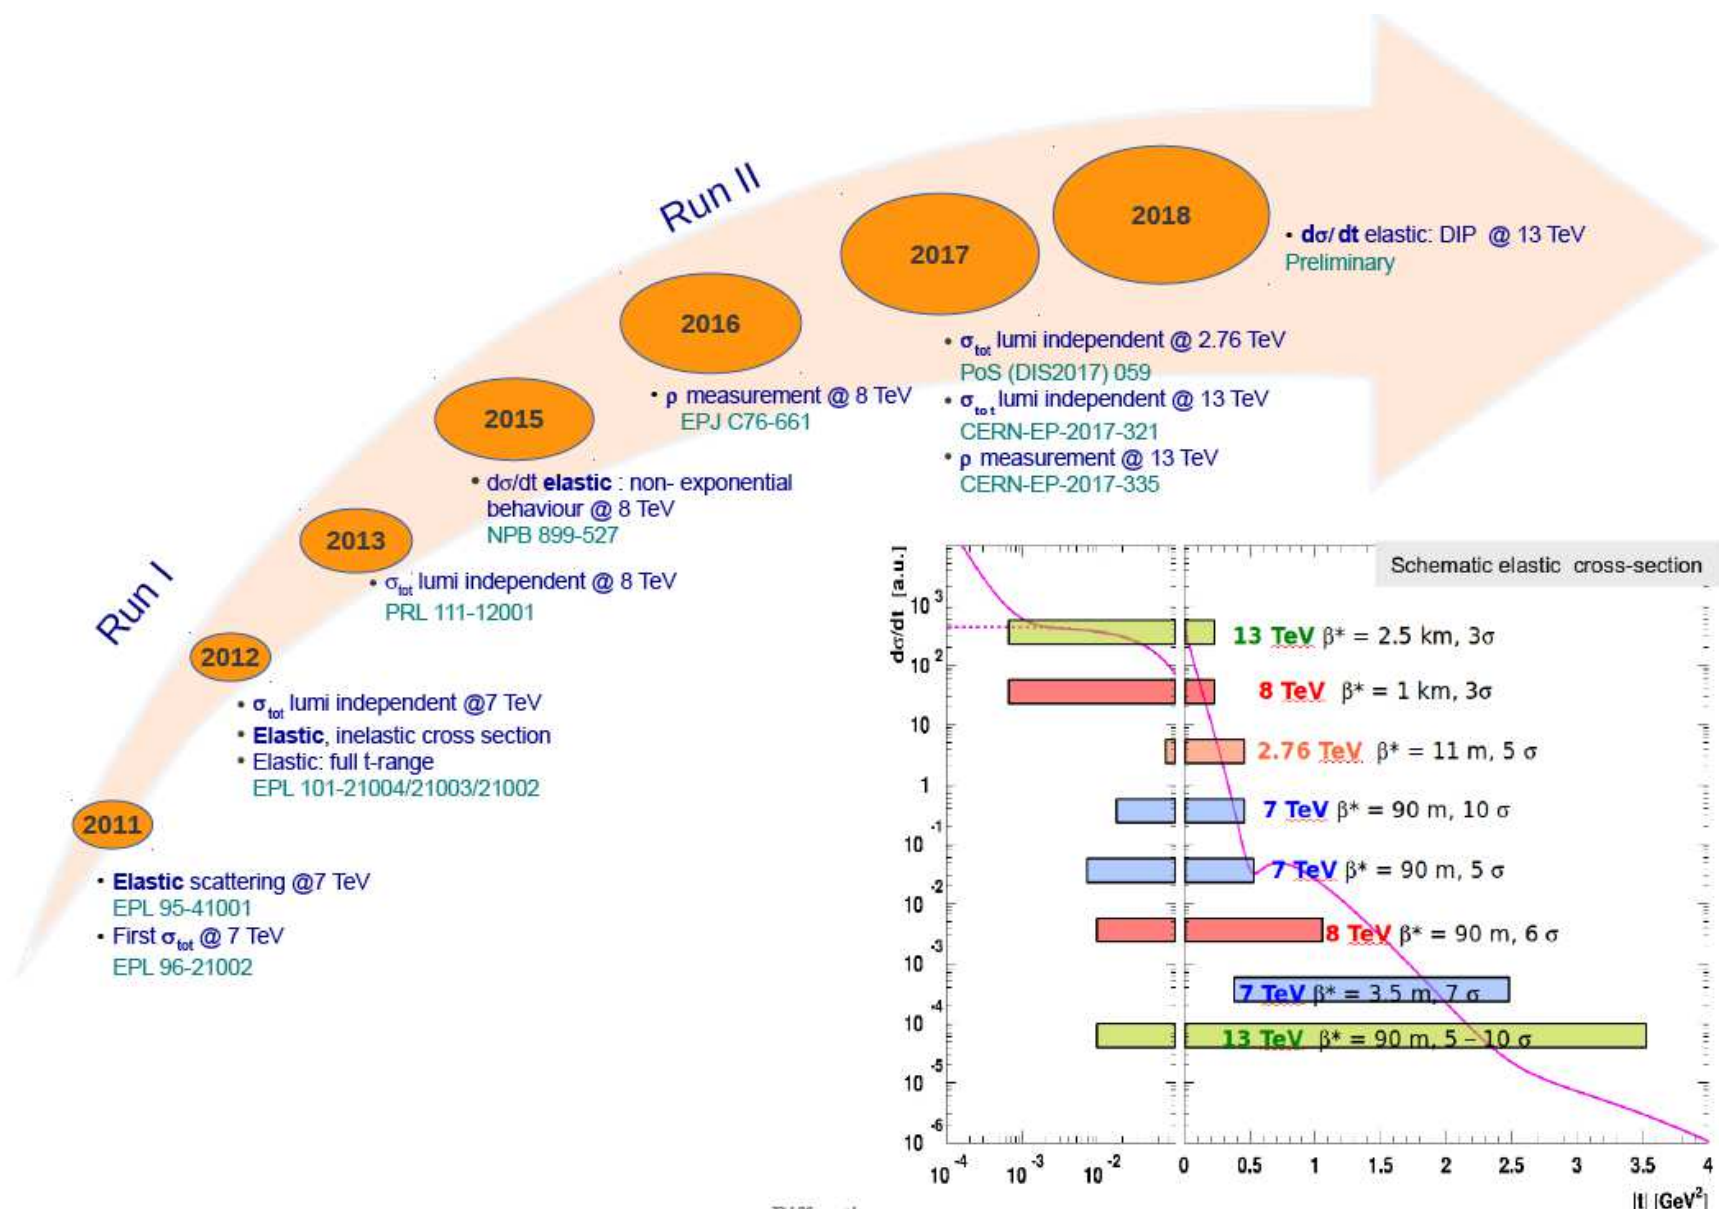 Run I
Run II
2011
• Elastic scattering @7 TeV
EPL 95-41001
• First σtot @ 7 TeV
EPL 96-21002
2012
• σtot lumi independent @7 TeV
• Elastic, inelastic cross section
• Elastic: full t-range
EPL 101-21004/21003/21002
2013
• σtot lumi independent @ 8 TeV
PRL 111-12001
2015
• dσ/dt elastic : non- exponential
behaviour @ 8 TeV
NPB 899-527
2016
• ρ measurement @ 8 TeV
EPJ C76-661
2017
• σtot lumi independent @ 2.76 TeV
PoS (DIS2017) 059
• σtot lumi independent @ 13 TeV
CERN-EP-2017-321
• ρ measurement @ 13 TeV
CERN-EP-2017-335
2018
• dσ/dt elastic: DIP @ 13 TeV
Preliminary
Schematic elastic cross-section
dσ/dt [a.u.]
10^3
10^2
10
1
10^-1
10^-2
10^-3
10^-4
10^-5
10^-6
13 TeV β* = 2.5 km, 3σ
8 TeV β* = 1 km, 3σ
2.76 TeV β* = 11 m, 5 σ
7 TeV β* = 90 m, 10 σ
7 TeV β* = 90 m, 5 σ
8 TeV β* = 90 m, 6 σ
7 TeV β* = 3.5 m, 7 σ
13 TeV β* = 90 m, 5 – 10 σ
10^-4 10^-3 10^-2 0 0.5 1 1.5 2 2.5 3 3.5 4
|t| [GeV^2]